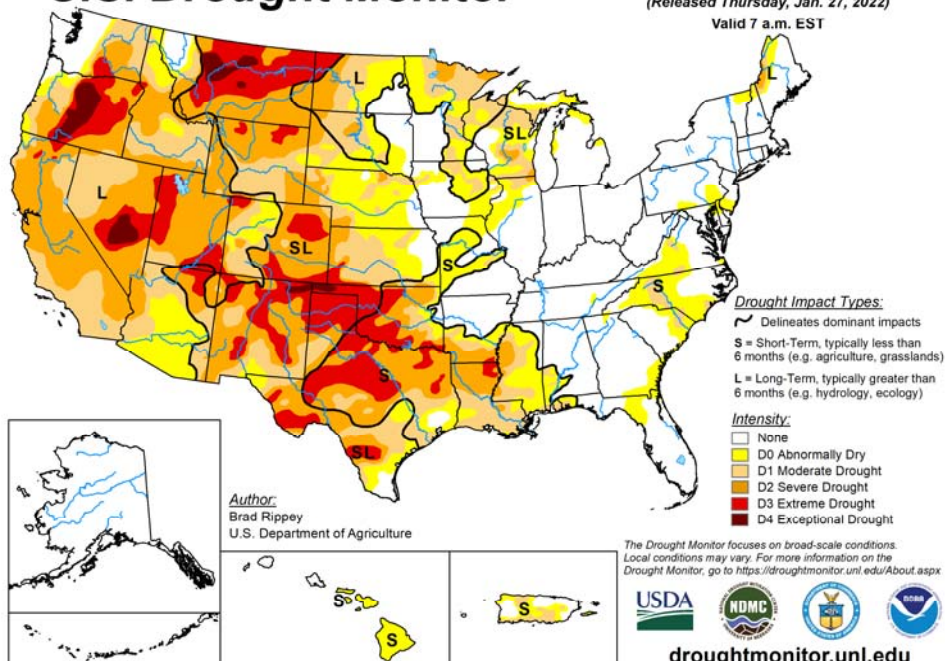 U.S. Drought Monitor
(Released Thursday, Jan. 27, 2022)
Valid 7 a.m. EST
L
L
SL
L
SL
S
S
S
SL
Drought Impact Types:
Delineates dominant impacts
S = Short-Term, typically less than
6 months (e.g. agriculture, grasslands)
L = Long-Term, typically greater than
6 months (e.g. hydrology, ecology)
Intensity:
None
D0 Abnormally Dry
D1 Moderate Drought
D2 Severe Drought
D3 Extreme Drought
D4 Exceptional Drought
Author:
Brad Rippey
U.S. Department of Agriculture
The Drought Monitor focuses on broad-scale conditions.
Local conditions may vary. For more information on the
Drought Monitor, go to https://droughtmonitor.unl.edu/About.aspx
S
S
S
USDA
NDMC
NOAA
droughtmonitor.unl.edu